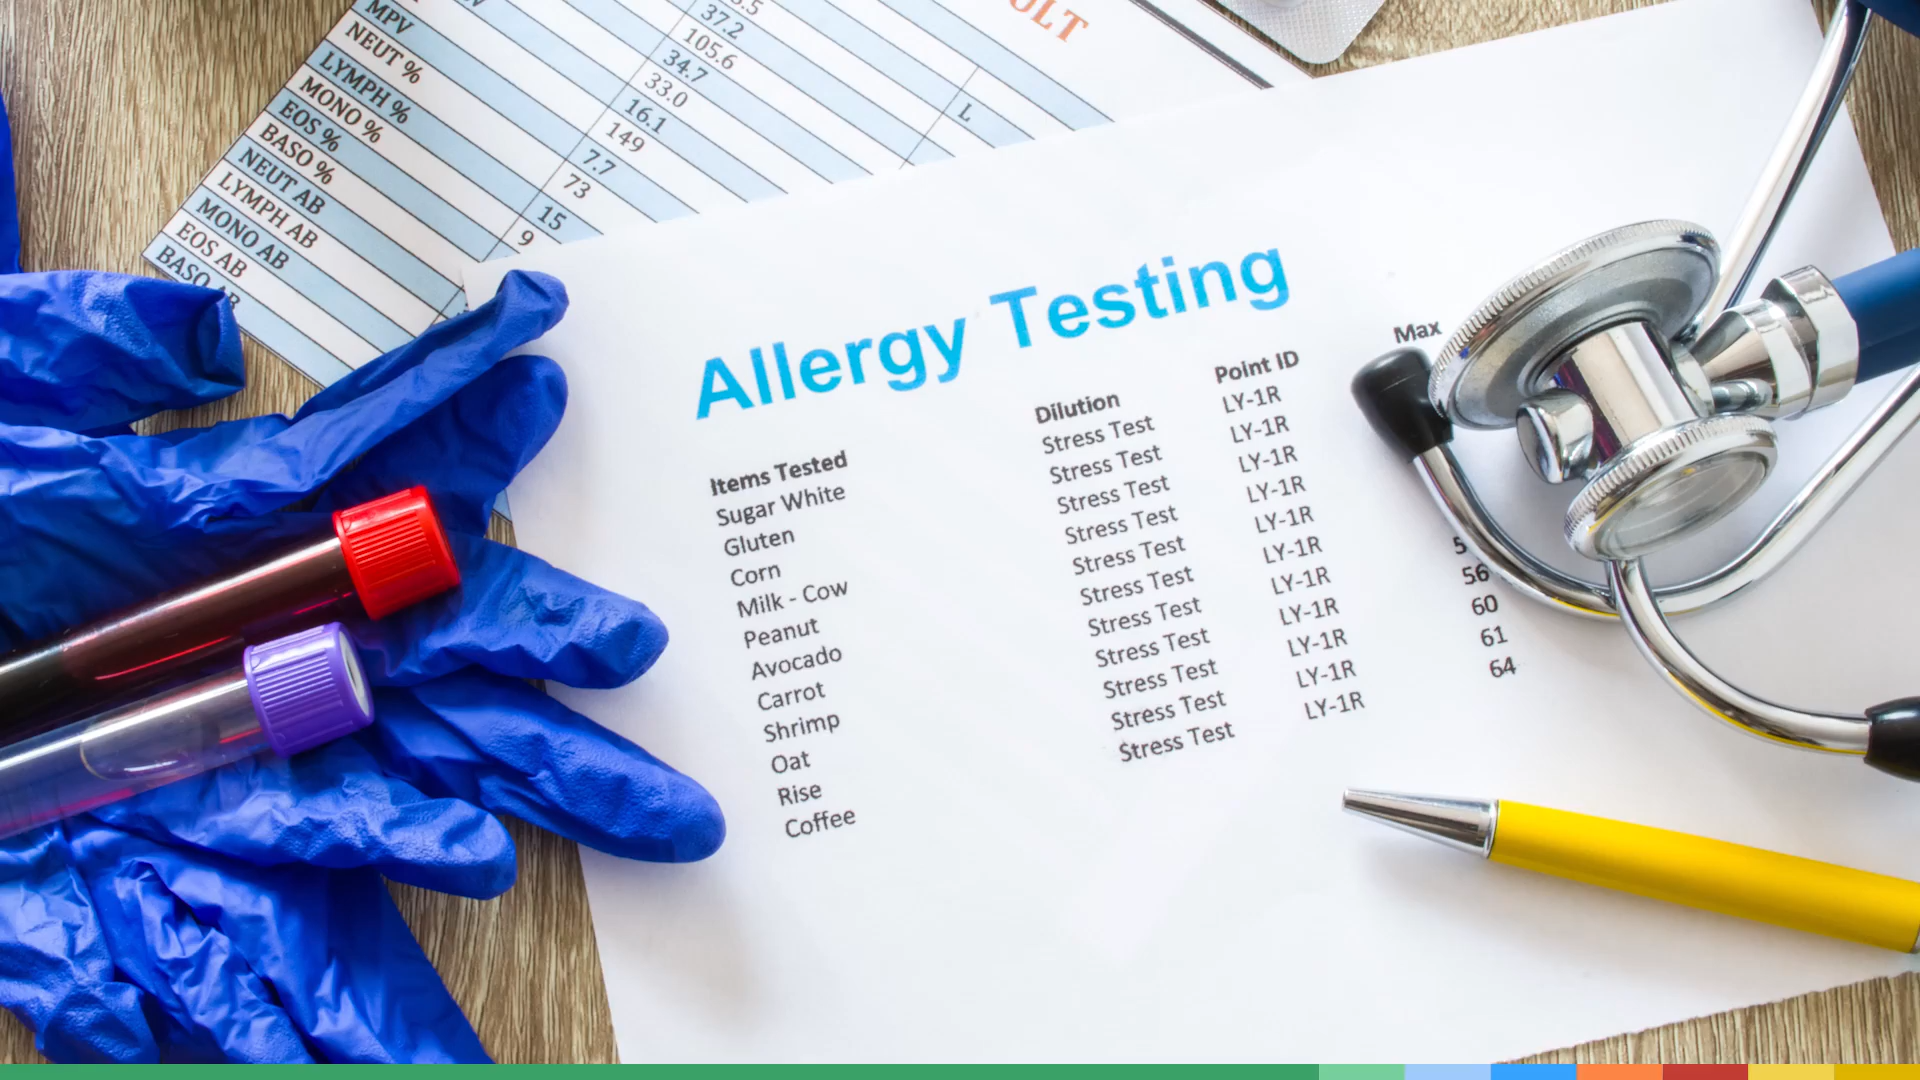 MPV
NEUT %
LYMPH %
MONO %
EOS %
BASO %
NEUT AB
LYMPH AB
MONO AB
EOS AB
BASO AB
37.2
105.6
34.7
33.0
16.1
149
7.7
73
15
9
L
Allergy Testing
Items Tested Dilution Point ID Max
Sugar White Stress Test LY-1R
Gluten Stress Test LY-1R
Corn Stress Test LY-1R
Milk - Cow Stress Test LY-1R
Peanut Stress Test LY-1R
Avocado Stress Test LY-1R
Carrot Stress Test LY-1R
Shrimp Stress Test LY-1R 56
Oat Stress Test LY-1R 60
Rise Stress Test LY-1R 61
Coffee Stress Test LY-1R 64